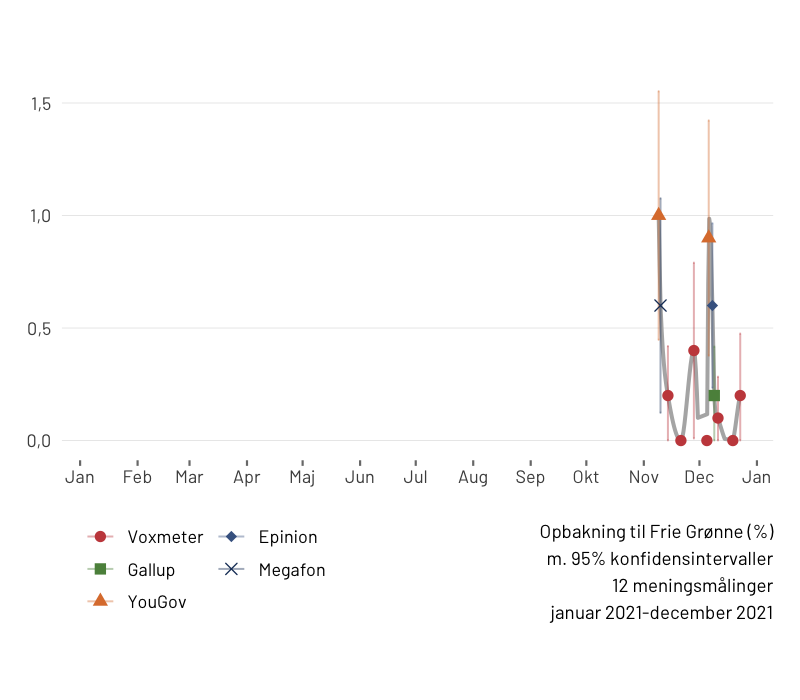 1,5
1,0
0,5
0,0
Jan Feb Mar Apr Maj Jun Jul Aug Sep Okt Nov Dec Jan
Voxmeter
Epinion
Gallup
Megafon
YouGov
Opbakning til Frie Grønne (%)
m. 95% konfidensintervaller
12 meningsmålinger
januar 2021-december 2021